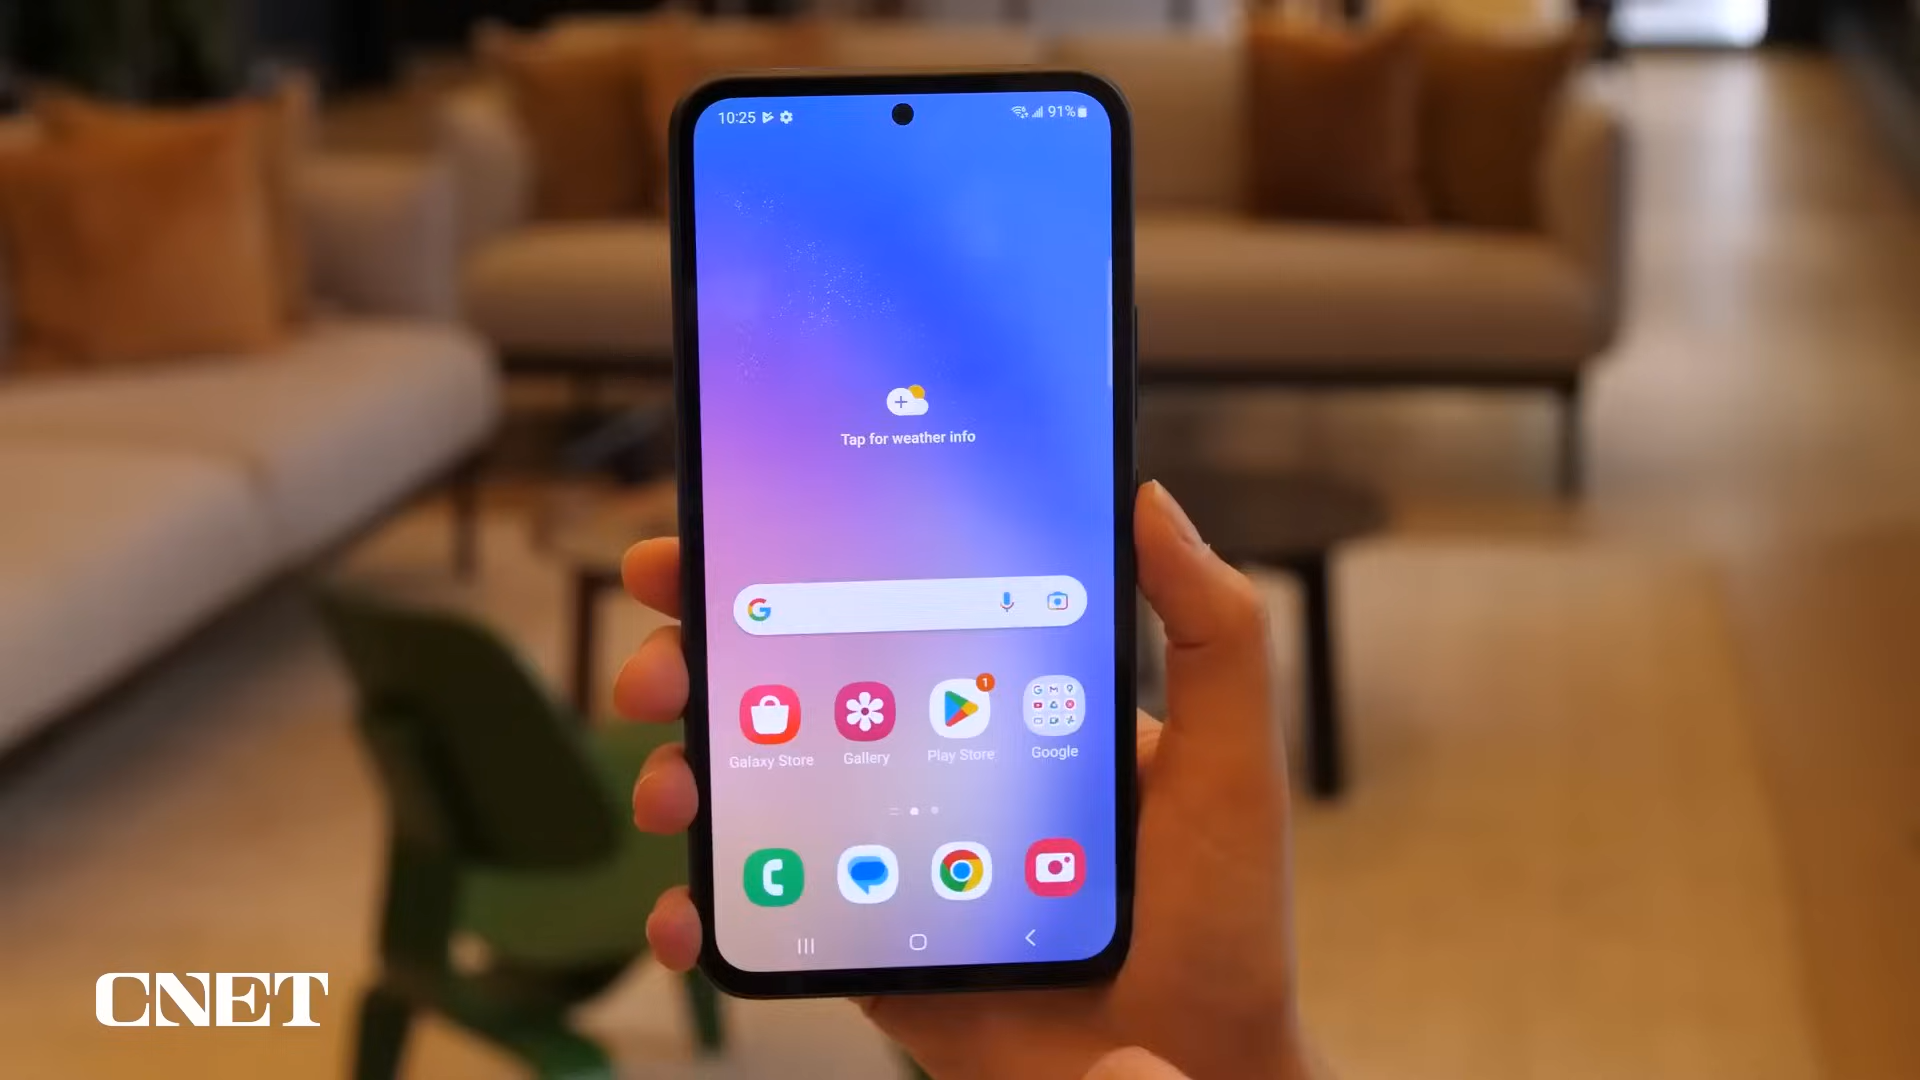 10:25
91%
Tap for weather info
1
Galaxy Store
Gallery
Play Store
Google
CNET